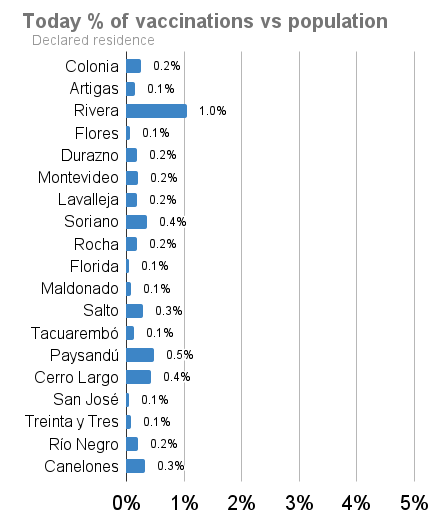 Today % of vaccinations vs population
Declared residence
Colonia 0.2%
Artigas 0.1%
Rivera 1.0%
Flores 0.1%
Durazno 0.2%
Montevideo 0.2%
Lavalleja 0.2%
Soriano 0.4%
Rocha 0.2%
Florida 0.1%
Maldonado 0.1%
Salto 0.3%
Tacuarembó 0.1%
Paysandú 0.5%
Cerro Largo 0.4%
San José 0.1%
Treinta y Tres 0.1%
Río Negro 0.2%
Canelones 0.3%
0% 1% 2% 3% 4% 5%